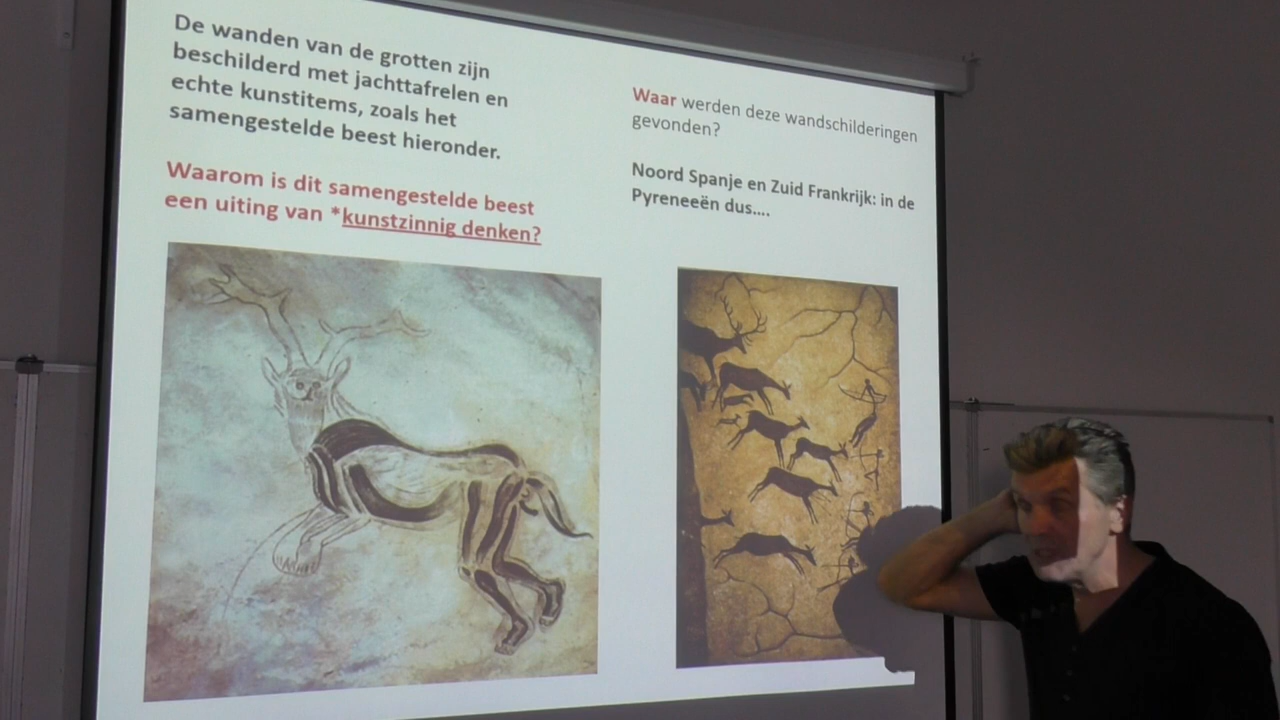 De wanden van de grotten zijn
beschilderd met jachttafrelen en
echte kunstitems, zoals het
samengestelde beest hieronder.
Waarom is dit samengestelde beest
een uiting van *kunstzinnig denken?
Waar werden deze wandschilderingen
gevonden?
Noord Spanje en Zuid Frankrijk: in de
Pyreneeën dus....